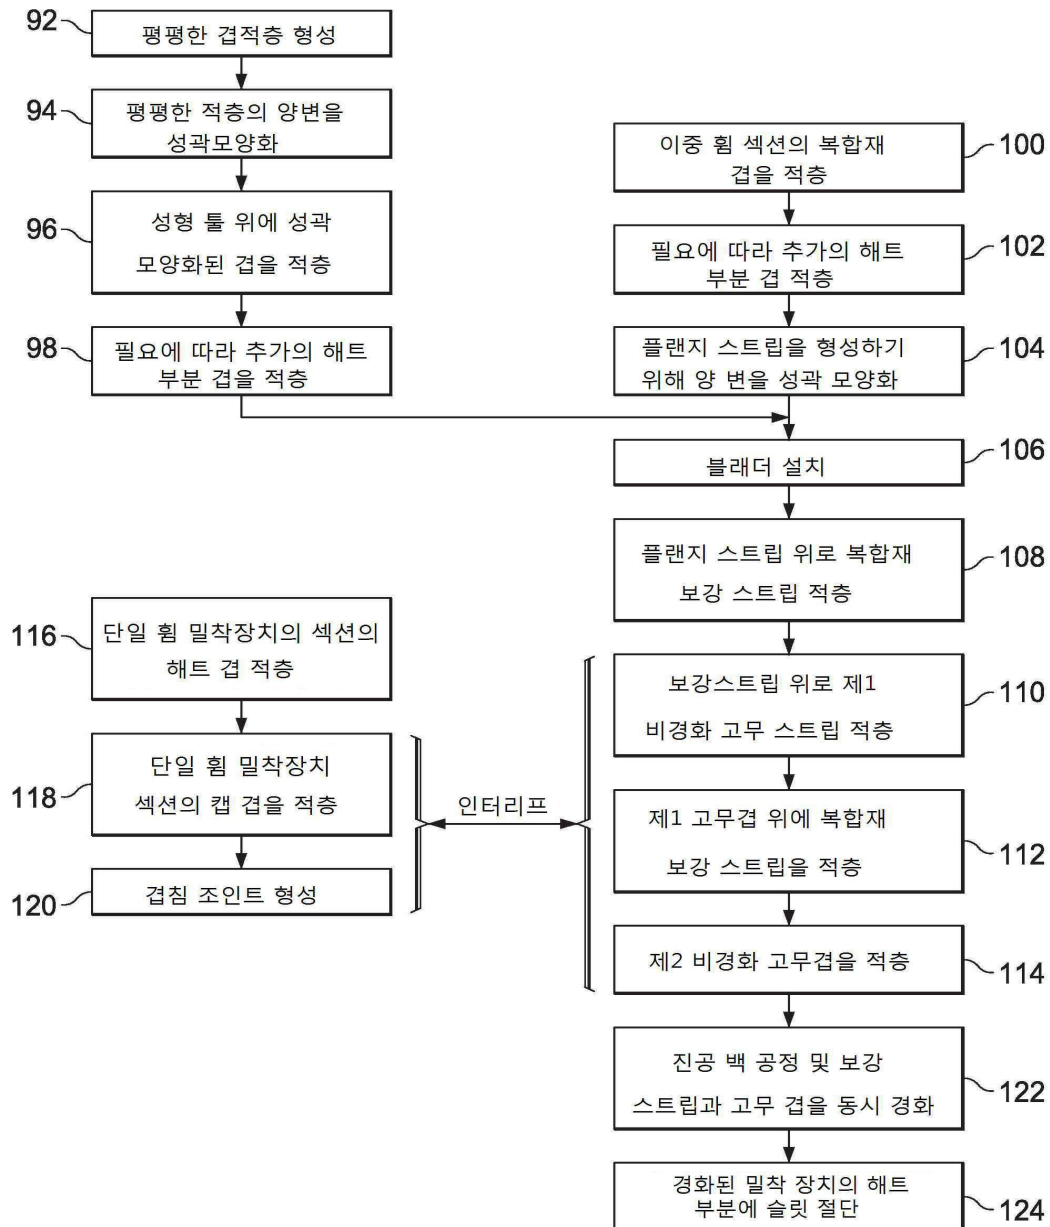 92
평평한 겹적층 형성
94
평평한 적층의 양변을
성곽모양화
96
성형 툴 위에 성곽
모양화된 겹을 적층
98
필요에 따라 추가의 해트
부분 겹을 적층
이중 휨 섹션의 복합재
겹을 적층
100
필요에 따라 추가의 해트
부분 겹 적층
102
플랜지 스트립을 형성하기
위해 양 변을 성곽 모양화
104
블래더 설치
106
플랜지 스트립 위로 복합재
보강 스트립 적층
108
116
단일 휨 밀착장치의 섹션의
해트 겹 적층
118
단일 휨 밀착장치
섹션의 캡 겹을 적층
120
겹침 조인트 형성
인터리프
보강스트립 위로 제1
비경화 고무 스트립 적층
110
제1 고무겹 위에 복합재
보강 스트립을 적층
112
제2 비경화 고무겹을 적층
114
진공 백 공정 및 보강
스트립과 고무 겹을 동시 경화
122
경화된 밀착 장치의 해트
부분에 슬릿 절단
124